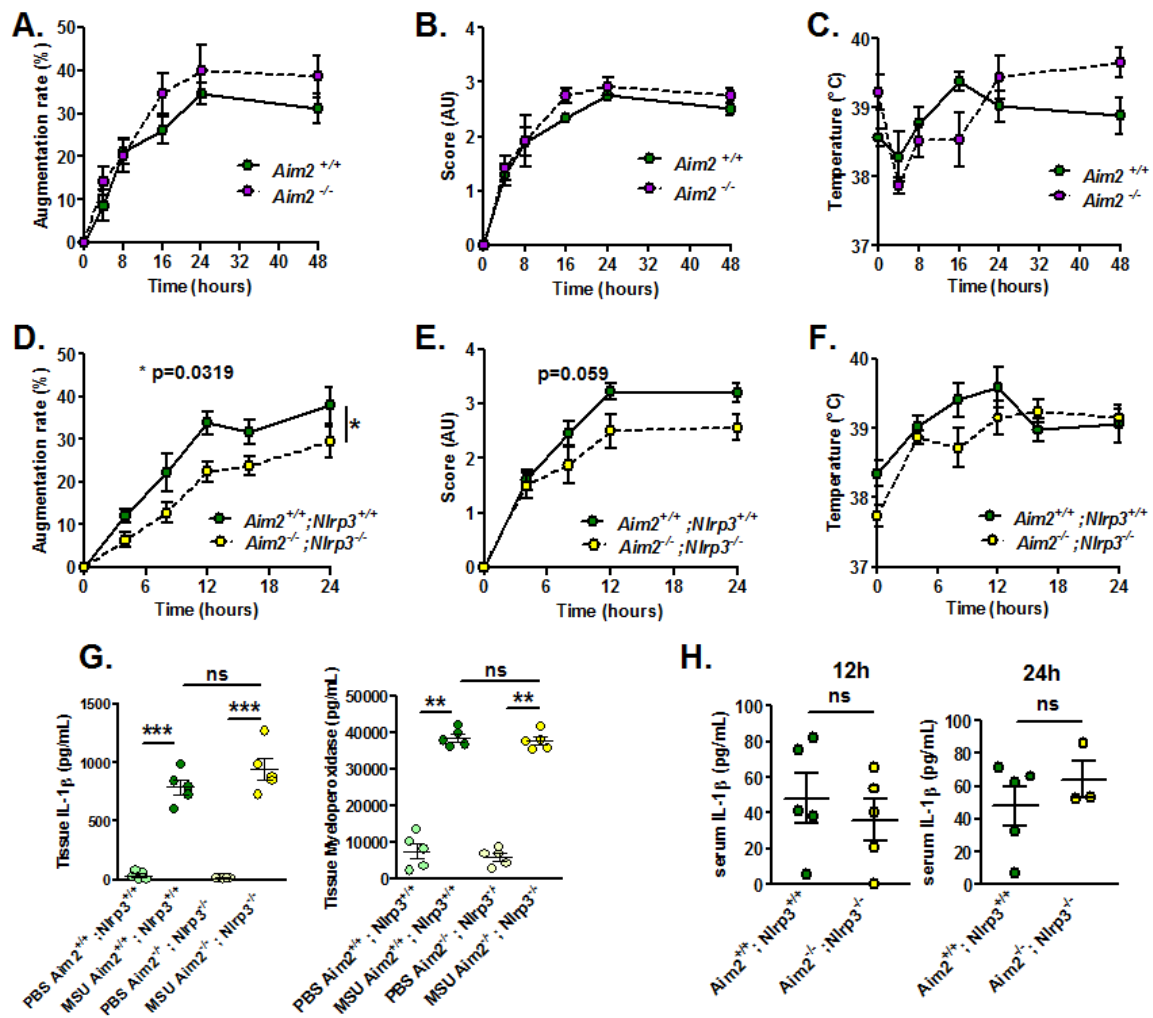 A.
Augmentation rate (%)
50
40
30
20
10
0
0 8 16 24 32 40 48
Time (hours)
Aim2 +/+
Aim2 -/-
B.
Score (AU)
4
3
2
1
0
0 8 16 24 32 40 48
Time (hours)
Aim2 +/+
Aim2 -/-
C.
Temperature (°C)
40
39
38
37
0 8 16 24 32 40 48
Time (hours)
Aim2 +/+
Aim2 -/-
D.
Augmentation rate (%)
50
40
30
20
10
0
* p=0.0319
*
0 6 12 18 24
Time (hours)
Aim2+/+;Nlrp3+/+
Aim2-/-;Nlrp3-/-
E.
Score (AU)
4
3
2
1
0
p=0.059
0 6 12 18 24
Time (hours)
Aim2+/+;Nlrp3+/+
Aim2-/-;Nlrp3-/-
F.
Temperature (°C)
40
39
38
37
0 6 12 18 24
Time (hours)
Aim2+/+;Nlrp3+/+
Aim2-/-;Nlrp3-/-
G.
Tissue IL-1β (pg/mL)
1500
1000
500
0
ns
***
***
PBS Aim2+/+ ;Nlrp3+/+
MSU Aim2+/+ ; Nlrp3+/+
PBS Aim2-/- ; Nlrp3-/-
MSU Aim2-/- ; Nlrp3-/-
Tissue Myeloperoxidase (pg/mL)
50000
40000
30000
20000
10000
0
ns
**
**
PBS Aim2+/+ ; Nlrp3+/+
MSU Aim2+/+ ; Nlrp3+/+
PBS Aim2-/- ; Nlrp3-/-
MSU Aim2-/- ; Nlrp3-/-
H.
12h
serum IL-1β (pg/mL)
100
80
60
40
20
0
ns
Aim2+/+ ; Nlrp3+/+
Aim2-/- ;Nlrp3-/-
24h
serum IL-1β (pg/mL)
100
80
60
40
20
0
ns
Aim2+/+ ; Nlrp3+/+
Aim2-/- ; Nlrp3-/-